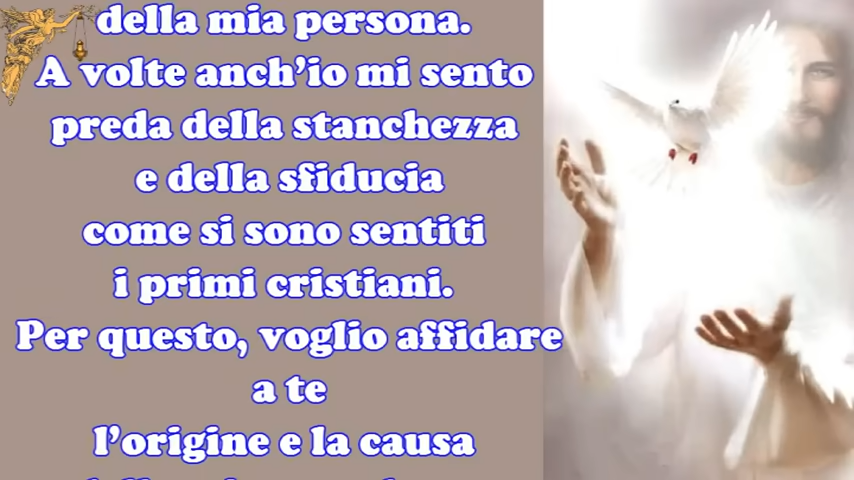 della mia persona.
A volte anch'io mi sento
preda della stanchezza
e della sfiducia
come si sono sentiti
i primi cristiani.
Per questo, voglio affidare
a te
l'origine e la causa